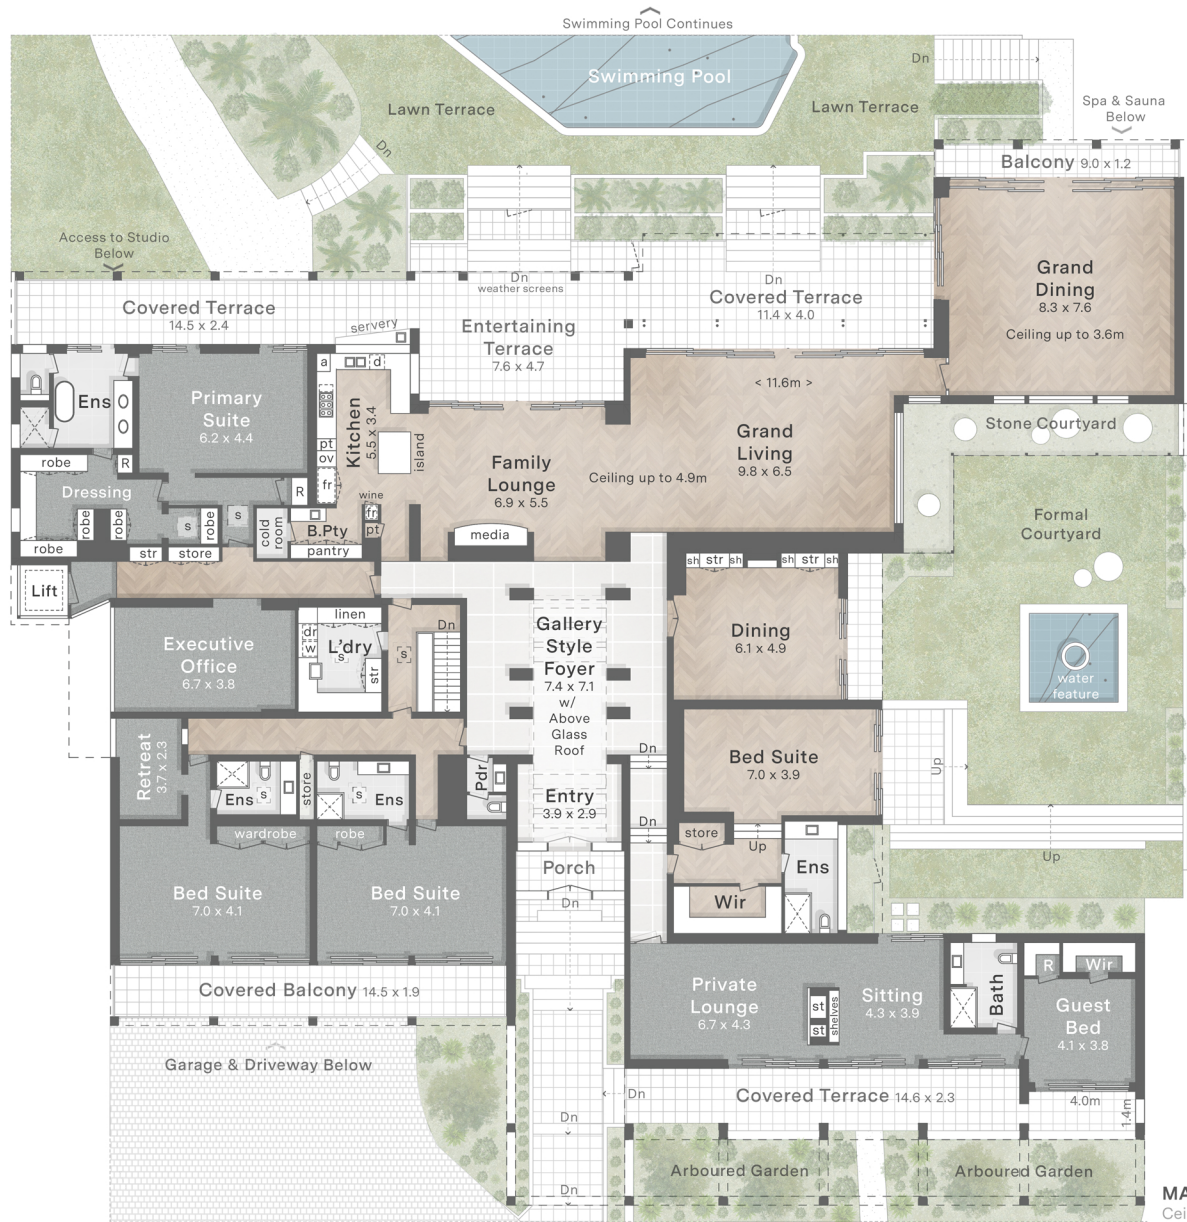 Swimming Pool Continues
Swimming Pool
Lawn Terrace
Lawn Terrace
Dn
Spa & Sauna
Below
Dn
Balcony 9.0 x 1.2
Access to Studio
Below
Grand
Dining
8.3 x 7.6
Ceiling up to 3.6m
Covered Terrace
14.5 x 2.4
servery
Dn
weather screens
Entertaining
Terrace
7.6 x 4.7
Dn
Covered Terrace
11.4 x 4.0
a
d
Ens
Primary
Suite
6.2 x 4.4
Kitchen
5.5 x 3.4
island
pt
ov
fr
< 11.6m >
Grand
Living
9.8 x 6.5
Stone Courtyard
Family
Lounge
6.9 x 5.5
Ceiling up to 4.9m
robe
R
Dressing
robe
robe
s
robe
s
R
robe
str
store
cold
room
B.Pty
pantry
wine
fr
pt
media
Formal
Courtyard
sh
str
sh
sh
str
sh
Lift
linen
dr
w
L'dry
s
str
s
Dn
Executive
Office
6.7 x 3.8
Gallery
Style
Foyer
7.4 x 7.1
w/
Above
Glass
Roof
Dining
6.1 x 4.9
water
feature
Retreat
3.7 x 2.3
Ens
s
store
s
Ens
Pdr
Dn
Bed Suite
7.0 x 3.9
Up
Entry
3.9 x 2.9
Dn
wardrobe
robe
store
Up
Ens
Up
Porch
Dn
Bed Suite
7.0 x 4.1
Bed Suite
7.0 x 4.1
Wir
Covered Balcony 14.5 x 1.9
Private
Lounge
6.7 x 4.3
st
st
shelves
Sitting
4.3 x 3.9
Bath
R
Wir
Guest
Bed
4.1 x 3.8
Garage & Driveway Below
Dn
Covered Terrace 14.6 x 2.3
4.0m
1.4m
Dn
Arboured Garden
Arboured Garden
Dn
MA
Cei